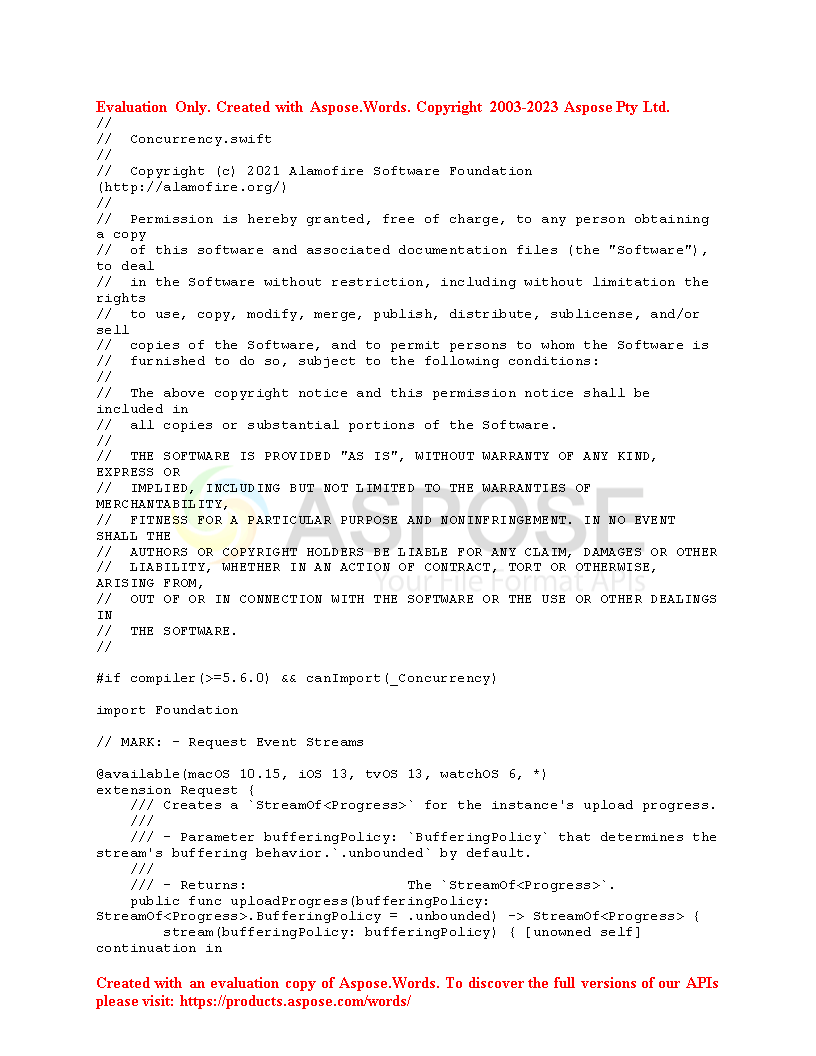 Evaluation Only. Created with Aspose.Words. Copyright 2003-2023 Aspose Pty Ltd.
//
//  Concurrency.swift
//
//  Copyright (c) 2021 Alamofire Software Foundation
(http://alamofire.org/)
//
//  Permission is hereby granted, free of charge, to any person obtaining
a copy
//  of this software and associated documentation files (the "Software"),
to deal
//  in the Software without restriction, including without limitation the
rights
//  to use, copy, modify, merge, publish, distribute, sublicense, and/or
sell
//  copies of the Software, and to permit persons to whom the Software is
//  furnished to do so, subject to the following conditions:
//
//  The above copyright notice and this permission notice shall be
included in
//  all copies or substantial portions of the Software.
//
//  THE SOFTWARE IS PROVIDED "AS IS", WITHOUT WARRANTY OF ANY KIND,
EXPRESS OR
//  IMPLIED, INCLUDING BUT NOT LIMITED TO THE WARRANTIES OF
MERCHANTABILITY,
//  FITNESS FOR A PARTICULAR PURPOSE AND NONINFRINGEMENT. IN NO EVENT
SHALL THE
//  AUTHORS OR COPYRIGHT HOLDERS BE LIABLE FOR ANY CLAIM, DAMAGES OR OTHER
//  LIABILITY, WHETHER IN AN ACTION OF CONTRACT, TORT OR OTHERWISE,
ARISING FROM,
//  OUT OF OR IN CONNECTION WITH THE SOFTWARE OR THE USE OR OTHER DEALINGS
IN
//  THE SOFTWARE.
//
ASPOSE
Your File Format APIs

#if compiler(>=5.6.0) && canImport(_Concurrency)

import Foundation

// MARK: - Request Event Streams

@available(macOS 10.15, iOS 13, tvOS 13, watchOS 6, *)
extension Request {
    /// Creates a `StreamOf<Progress>` for the instance's upload progress.
    ///
    /// - Parameter bufferingPolicy: `BufferingPolicy` that determines the
stream's buffering behavior.`.unbounded` by default.
    ///
    /// - Returns:                   The `StreamOf<Progress>`.
    public func uploadProgress(bufferingPolicy:
StreamOf<Progress>.BufferingPolicy = .unbounded) -> StreamOf<Progress> {
        stream(bufferingPolicy: bufferingPolicy) { [unowned self]
continuation in

Created with an evaluation copy of Aspose.Words. To discover the full versions of our APIs
please visit: https://products.aspose.com/words/